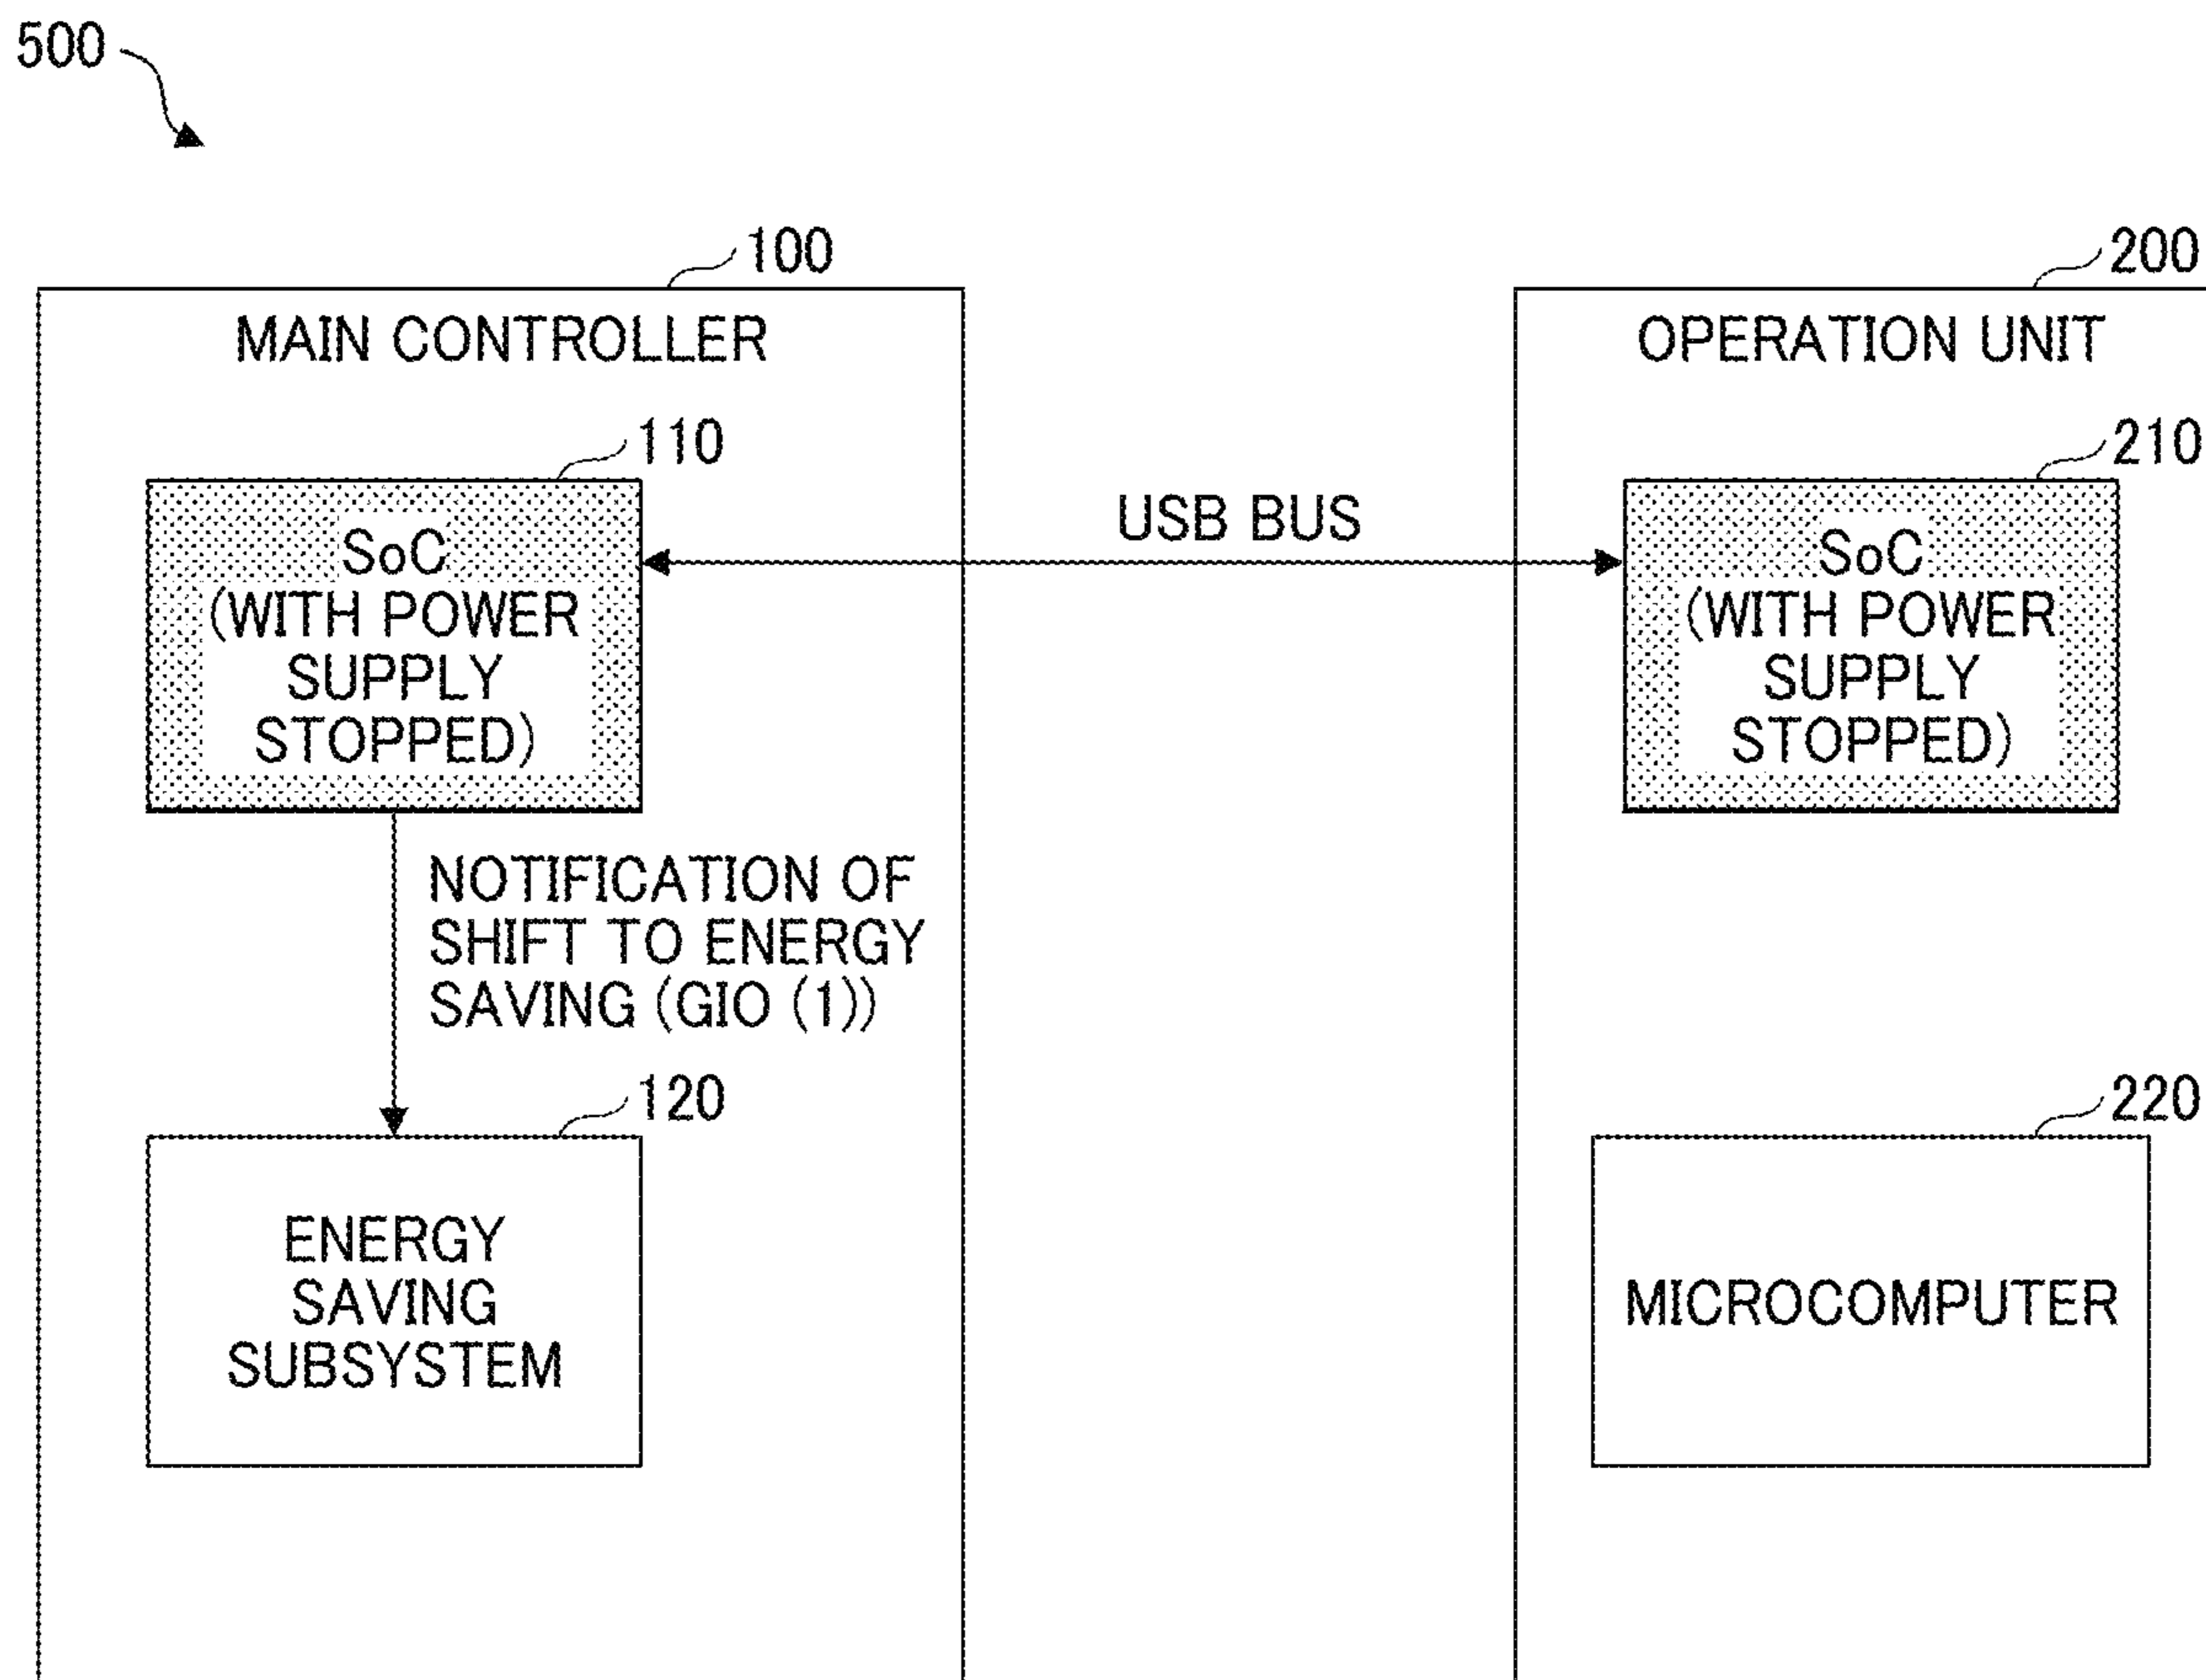 500
100
200
MAIN CONTROLLER
OPERATION UNIT
110
210
USB BUS
SoC
(WITH POWER
SUPPLY
STOPPED)
SoC
(WITH POWER
SUPPLY
STOPPED)
NOTIFICATION OF
SHIFT TO ENERGY
SAVING (GIO (1))
120
220
ENERGY
SAVING
SUBSYSTEM
MICROCOMPUTER